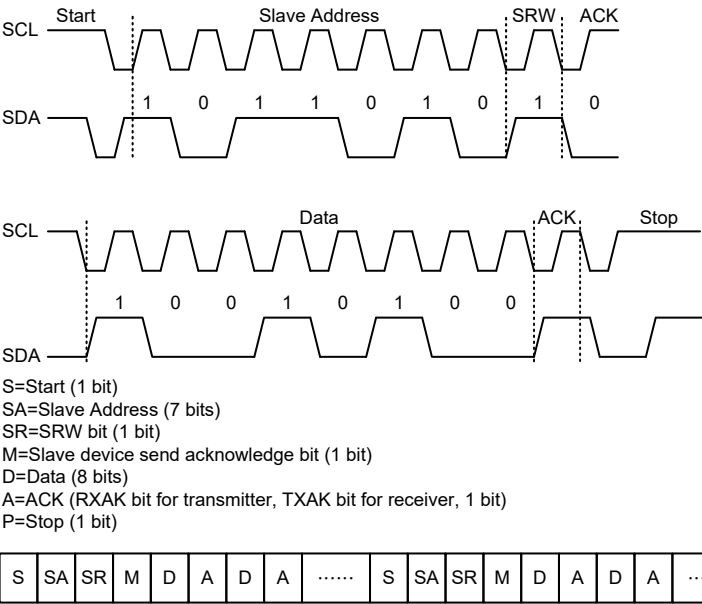 Start Slave Address SRW ACK
SCL
1 0 1 1 0 1 0 1 0
SDA
Data ACK Stop
SCL
1 0 0 1 0 1 0 0
SDA
S=Start (1 bit)
SA=Slave Address (7 bits)
SR=SRW bit (1 bit)
M=Slave device send acknowledge bit (1 bit)
D=Data (8 bits)
A=ACK (RXAK bit for transmitter, TXAK bit for receiver, 1 bit)
P=Stop (1 bit)
S SA SR M D A D A ...... S SA SR M D A D A ...